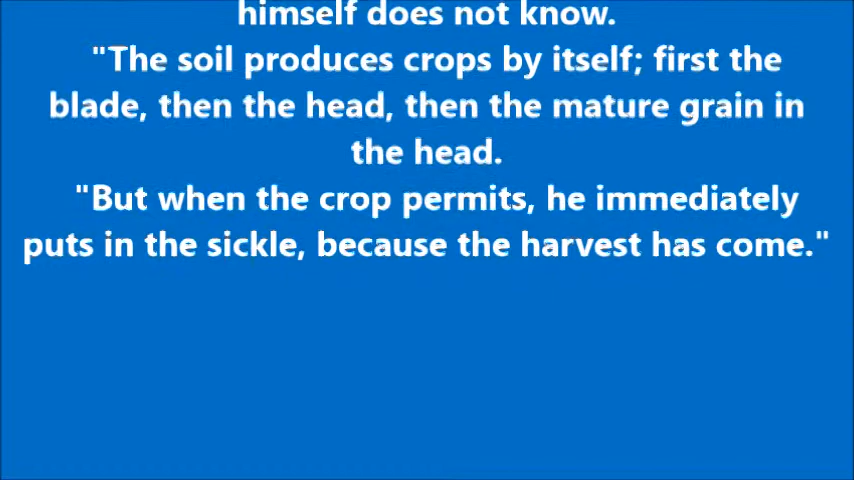 himself does not know.
"The soil produces crops by itself; first the
blade, then the head, then the mature grain in
the head.
"But when the crop permits, he immediately
puts in the sickle, because the harvest has come."